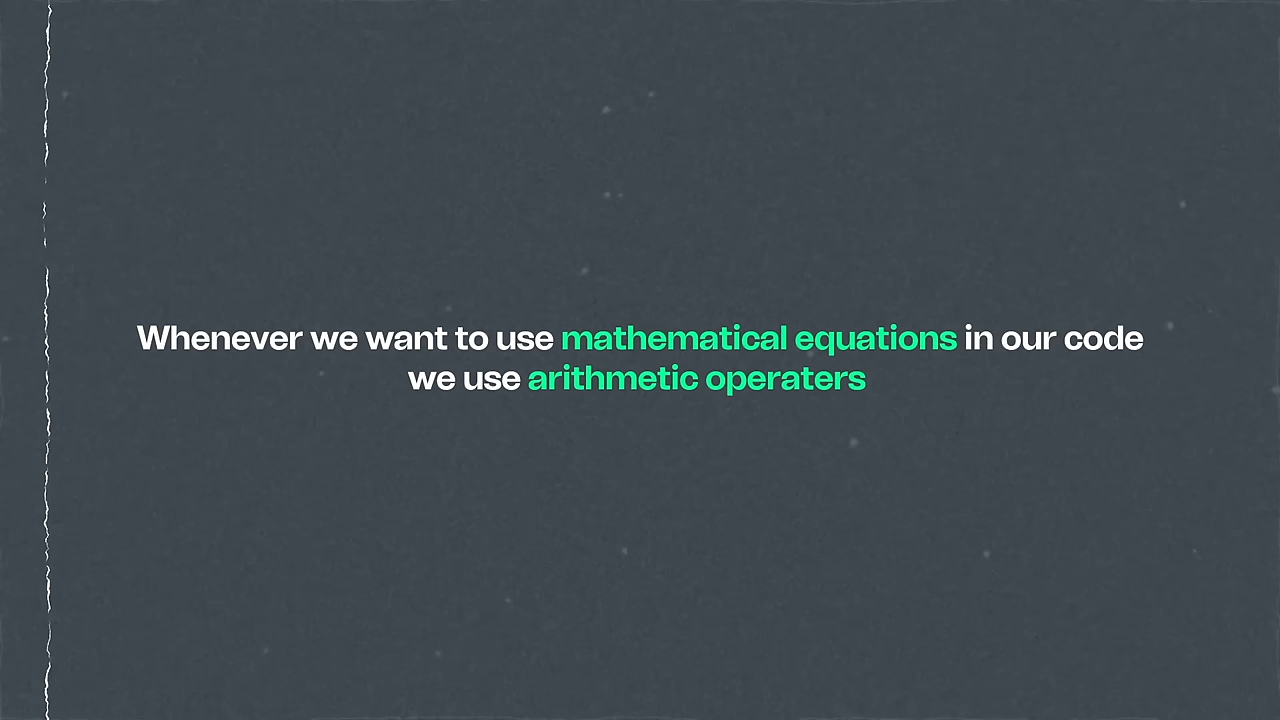 Whenever we want to use mathematical equations in our code
we use arithmetic operaters